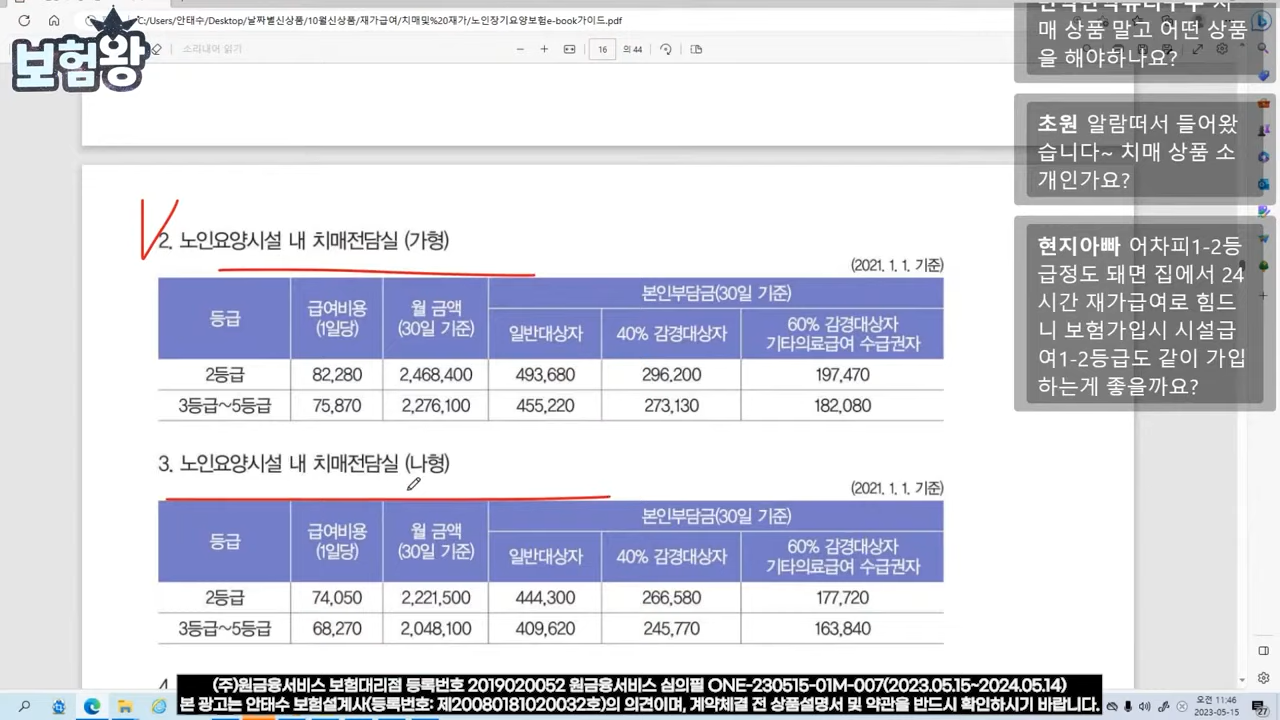 C:/Users/안태수/Desktop/날짜별신상품/10월신상품/재가급여/치매및%20재가/노인장기요양보험e-book가이드.pdf
보험왕
소리내어 읽기
16 의 44
매 상품 말고 어떤 상품
을 해야하나요?
초원 알람떠서 들어왔
습니다~ 치매 상품 소
개인가요?
현지아빠 어차피1-2등
급정도 돼면 집에서 24
시간 재가급여로 힘드
니 보험가입시 시설급
여1-2등급도 같이 가입
하는게 좋을까요?
2. 노인요양시설 내 치매전담실 (가형)
(2021. 1. 1. 기준)
등급 급여비용 (1일당) 월 금액 (30일 기준) 본인부담금(30일 기준)
일반대상자 40% 감경대상자 60% 감경대상자 기타의료급여 수급권자
2등급 82,280 2,468,400 493,680 296,200 197,470
3등급~5등급 75,870 2,276,100 455,220 273,130 182,080
3. 노인요양시설 내 치매전담실 (나형)
(2021. 1. 1. 기준)
등급 급여비용 (1일당) 월 금액 (30일 기준) 본인부담금(30일 기준)
일반대상자 40% 감경대상자 60% 감경대상자 기타의료급여 수급권자
2등급 74,050 2,221,500 444,300 266,580 177,720
3등급~5등급 68,270 2,048,100 409,620 245,770 163,840
(주)원금융서비스 보험대리점 등록번호 2019020052 원금융서비스 심의필 ONE-230515-01M-007(2023.05.15~2024.05.14)
본 광고는 안태수 보험설계사(등록번호: 제20080181020032호)의 의견이며, 계약체결 전 상품설명서 및 약관을 반드시 확인하시기 바랍니다.
오전 11:46
2023-05-15
27